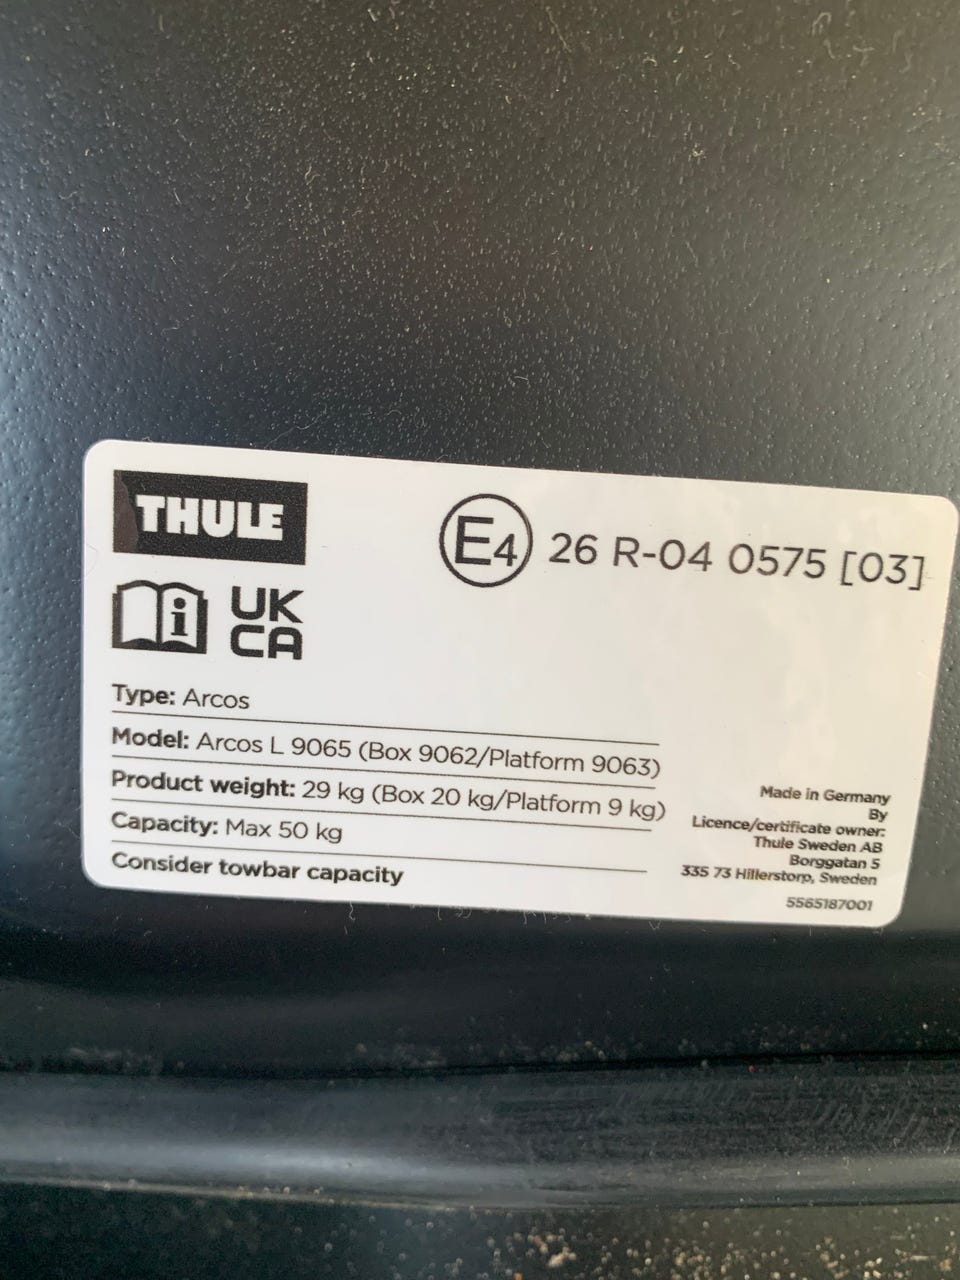 THULE
E4 26 R-04 0575 [03]
i
UK
CA
Type: Arcos
Model: Arcos L 9065 (Box 9062/Platform 9063)
Product weight: 29 kg (Box 20 kg/Platform 9 kg)
Capacity: Max 50 kg
Consider towbar capacity
Made in Germany
By
Licence/certificate owner:
Thule Sweden AB
Borggatan 5
335 73 Hillerstorp, Sweden
5565187001